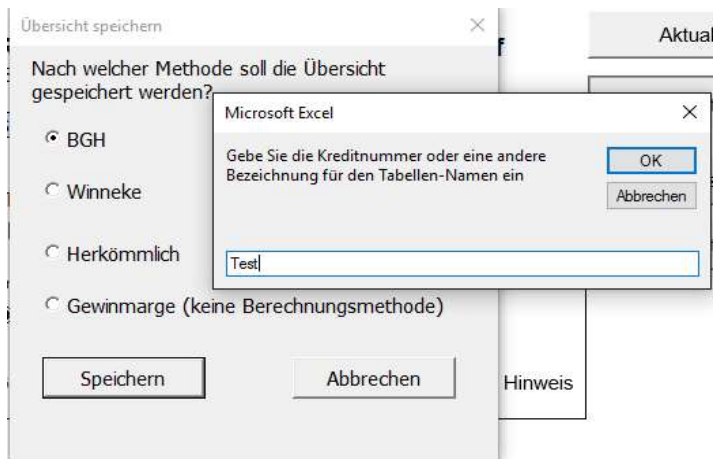 Übersicht speichern
Aktual
Nach welcher Methode soll die Übersicht
gespeichert werden?
BGH
Winneke
Herkömmlich
Gewinmarge (keine Berechnungsmethode)
Speichern
Abbrechen
Microsoft Excel
Gebe Sie die Kreditnummer oder eine andere
Bezeichnung für den Tabellen-Namen ein
OK
Abbrechen
Test
Hinweis